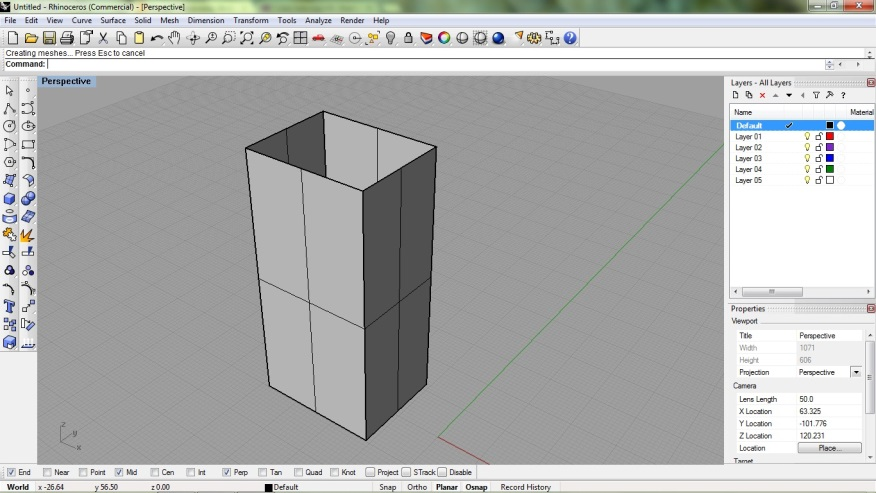 Untitled - Rhinoceros (Commercial) - [Perspective]
File Edit View Curve Surface Solid Mesh Dimension Transform Tools Analyze Render Help
Creating meshes... Press Esc to cancel
Command:
Perspective
Layers - All Layers
Name Material
Default
Layer 01
Layer 02
Layer 03
Layer 04
Layer 05
Properties
Viewport
Title Perspective
Width 1071
Height 606
Projection Perspective
Camera
Lens Length 50.0
X Location 63.325
Y Location -101.776
Z Location 120.231
Location Place...
Target
z
y
x
End Near Point Mid Cen Int Perp Tan Quad Knot Project STrack Disable
World x -26.64 y 56.50 z 0.00 Default Snap Ortho Planar Osnap Record History